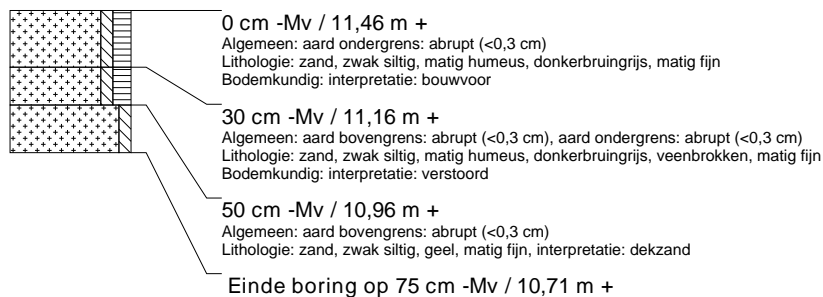 0 cm -Mv / 11,46 m +
Algemeen: aard ondergrens: abrupt (<0,3 cm)
Lithologie: zand, zwak siltig, matig humeus, donkerbruingrijs, matig fijn
Bodemkundig: interpretatie: bouwvoor
30 cm -Mv / 11,16 m +
Algemeen: aard bovengrens: abrupt (<0,3 cm), aard ondergrens: abrupt (<0,3 cm)
Lithologie: zand, zwak siltig, matig humeus, donkerbruingrijs, veenbrokken, matig fijn
Bodemkundig: interpretatie: verstoord
50 cm -Mv / 10,96 m +
Algemeen: aard bovengrens: abrupt (<0,3 cm)
Lithologie: zand, zwak siltig, geel, matig fijn, interpretatie: dekzand
Einde boring op 75 cm -Mv / 10,71 m +